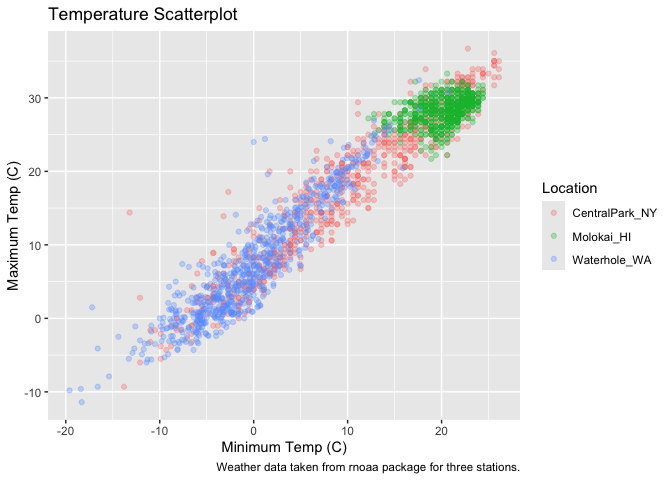 Temperature Scatterplot
Maximum Temp (C)
30
20
10
0
-10
-20
-10
0
10
20
Minimum Temp (C)
Location
CentralPark_NY
Molokai_HI
Waterhole_WA
Weather data taken from rnoaa package for three stations.